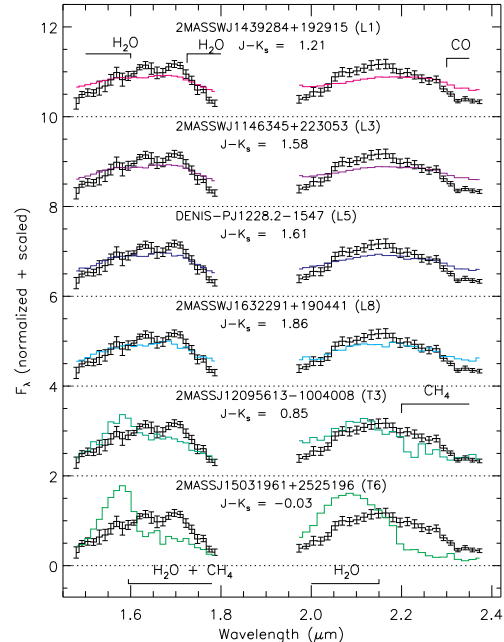 12
2MASSWJ1439284+192915 (L1)
H₂O
H₂O
J−Kₛ = 1.21
CO
10
2MASSWJ1146345+223053 (L3)
J−Kₛ = 1.58
8
DENIS−PJ1228.2−1547 (L5)
J−Kₛ = 1.61
6
2MASSWJ1632291+190441 (L8)
J−Kₛ = 1.86
4
2MASSJ12095613−1004008 (T3)
J−Kₛ = 0.85
CH₄
2
2MASSJ15031961+2525196 (T6)
J−Kₛ = −0.03
0
H₂O + CH₄
H₂O
1.6 1.8 2.0 2.2 2.4
Wavelength (μm)
F_λ (normalized + scaled)